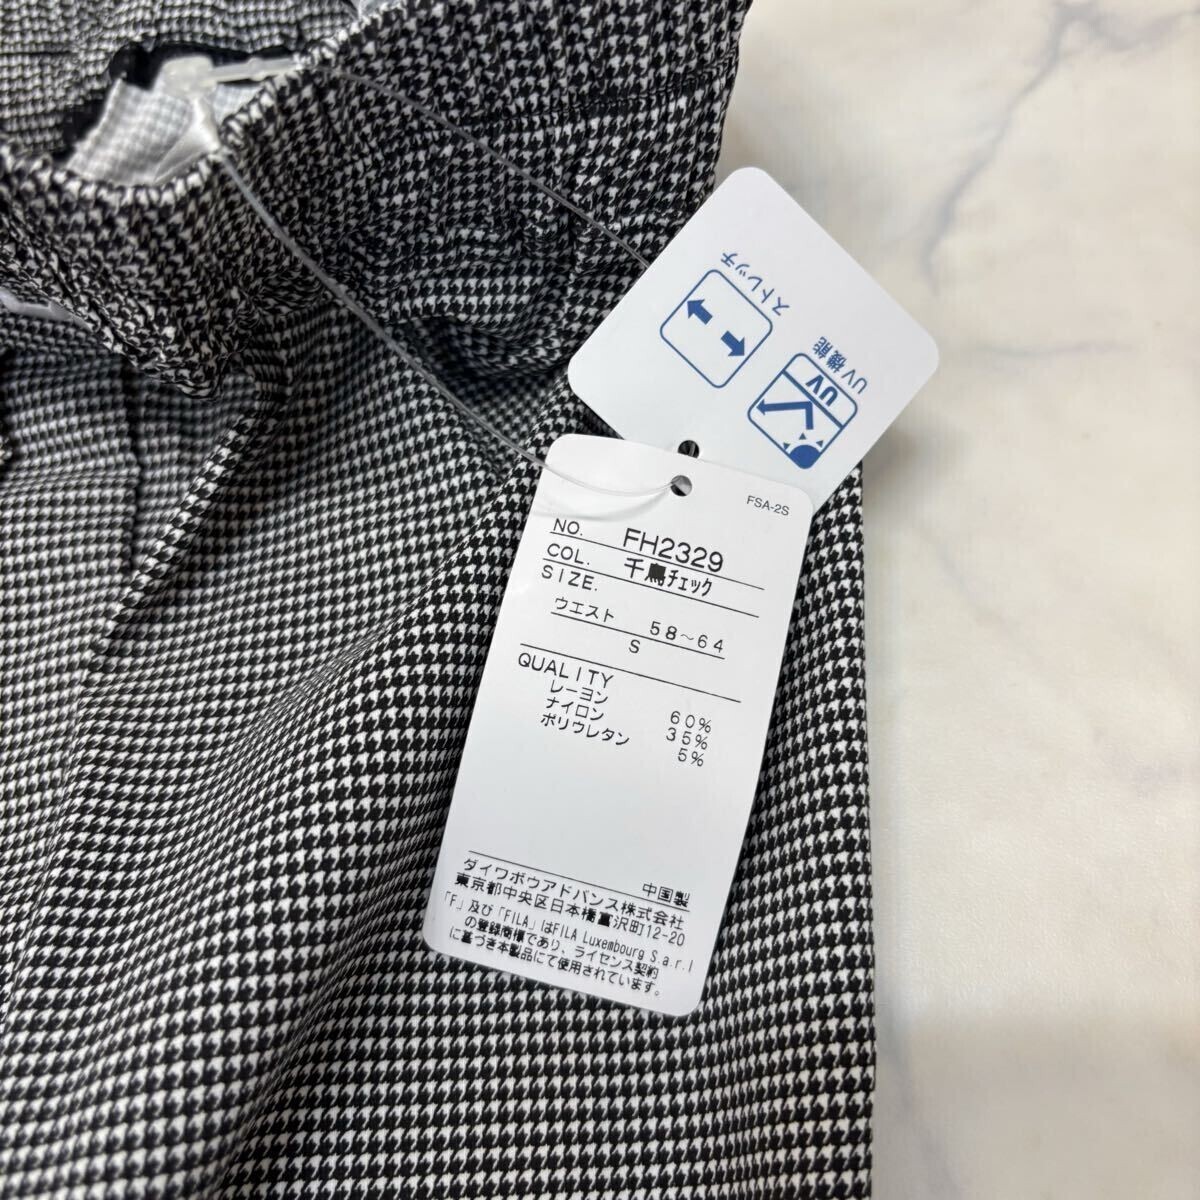 ストレッチ
UV機能
UV
FSA-2S
NO. FH2329
COL. 千鳥チェック
SIZE.
ウエスト 58～64
S
QUALITY
レーヨン 60%
ナイロン 35%
ポリウレタン 5%
中国製
ダイワボウアドバンス株式会社
東京都中央区日本橋富沢町12-20
「F」及び「FILA」はFILA Luxembourg S.a.r.l
の登録商標であり、ライセンス契約
に基づき本製品にて使用されています。